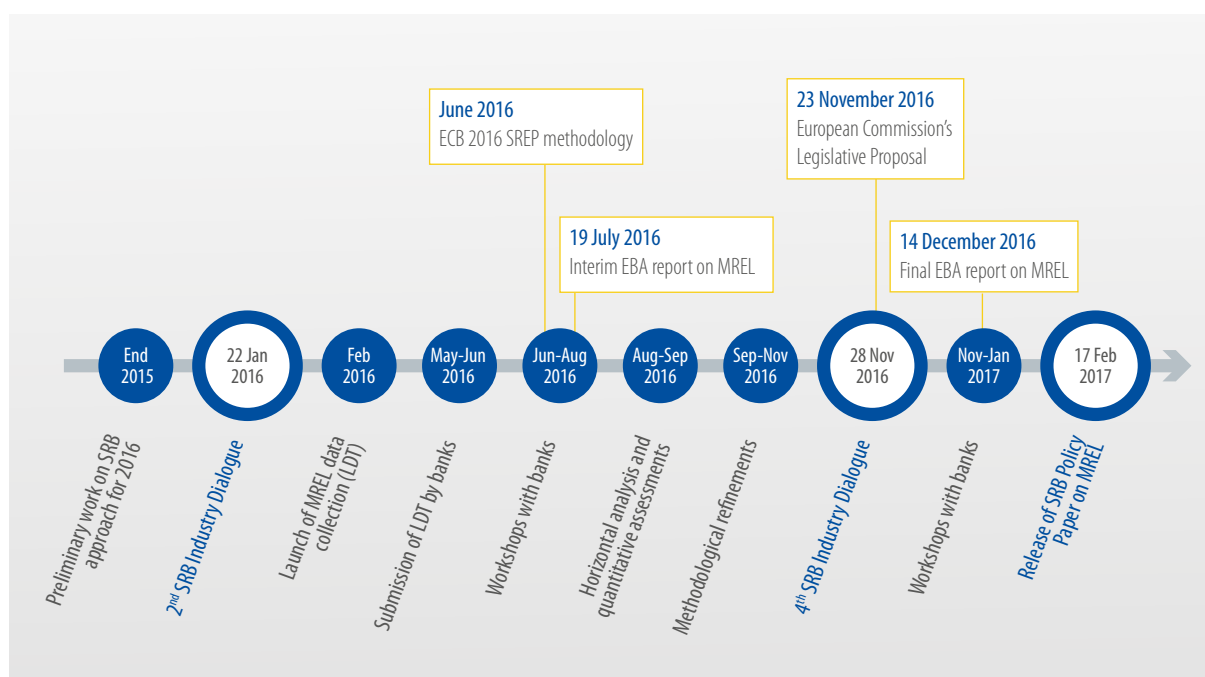 June 2016
ECB 2016 SREP methodology
23 November 2016
European Commission's
Legislative Proposal
19 July 2016
Interim EBA report on MREL
14 December 2016
Final EBA report on MREL
End
2015
22 Jan
2016
Feb
2016
May-Jun
2016
Jun-Aug
2016
Aug-Sep
2016
Sep-Nov
2016
28 Nov
2016
Nov-Jan
2017
17 Feb
2017
Preliminary work on SRB
approach for 2016
2nd SRB Industry Dialogue
Launch of MREL data
collection (LDT)
Submission of LDT by banks
Workshops with banks
Horizontal analysis and
quantitative assessments
Methodological refinements
4th SRB Industry Dialogue
Workshops with banks
Release of SRB Policy
Paper on MREL